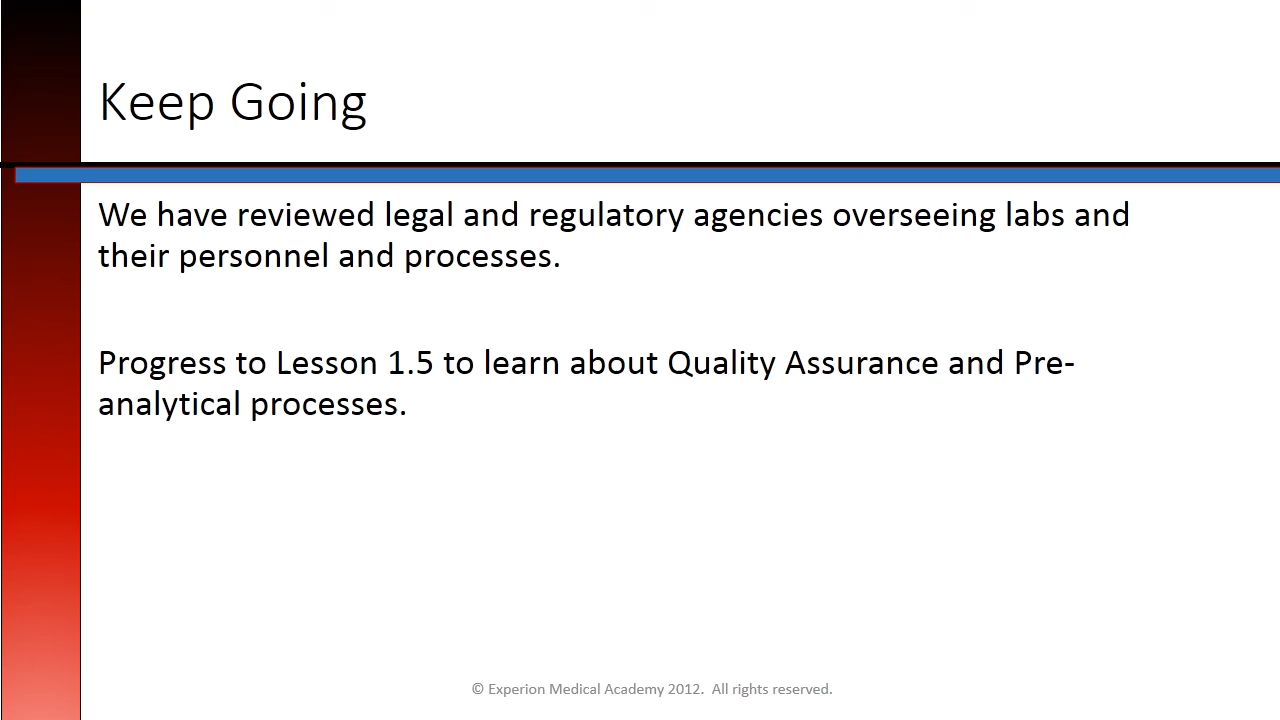 Keep Going
We have reviewed legal and regulatory agencies overseeing labs and
their personnel and processes.
Progress to Lesson 1.5 to learn about Quality Assurance and Pre-
analytical processes.
© Experion Medical Academy 2012.  All rights reserved.